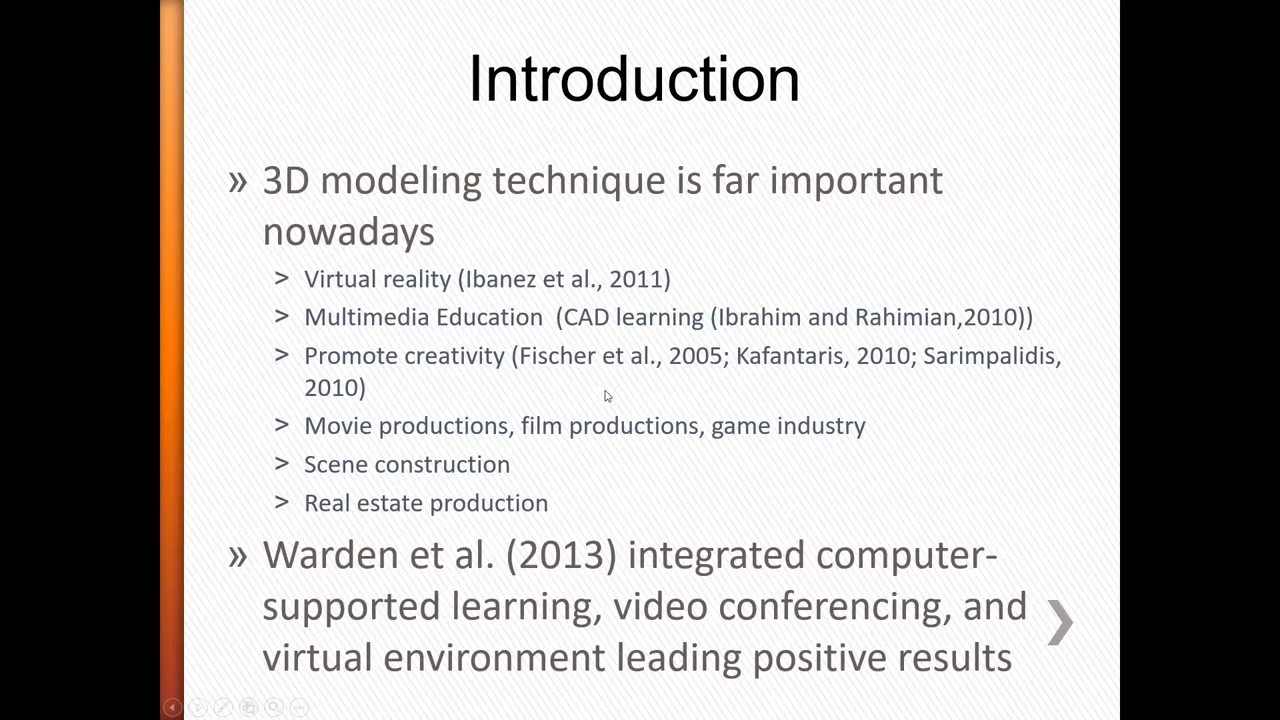 Introduction
» 3D modeling technique is far important
nowadays
> Virtual reality (Ibanez et al., 2011)
> Multimedia Education  (CAD learning (Ibrahim and Rahimian,2010))
> Promote creativity (Fischer et al., 2005; Kafantaris, 2010; Sarimpalidis,
2010)
> Movie productions, film productions, game industry
> Scene construction
> Real estate production
» Warden et al. (2013) integrated computer-
supported learning, video conferencing, and
virtual environment leading positive results